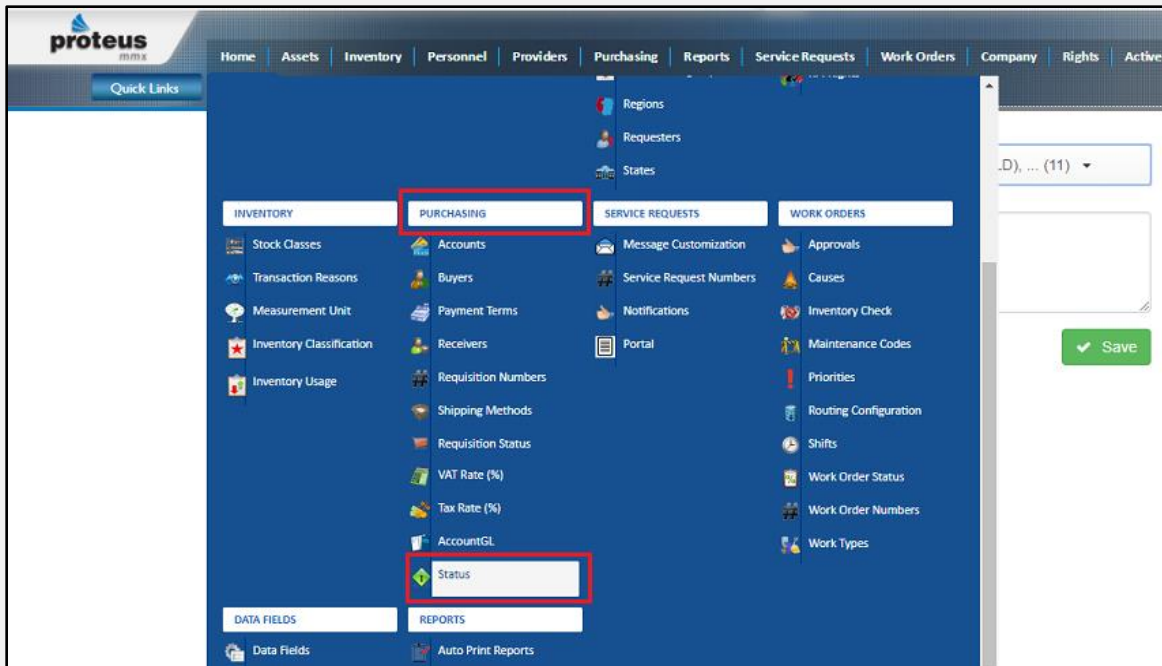 proteus
mmx
Home Assets Inventory Personnel Providers Purchasing Reports Service Requests Work Orders Company Rights Active
Quick Links
Regions
Requesters
States
.D), ... (11)
INVENTORY
Stock Classes
Transaction Reasons
Measurement Unit
Inventory Classification
Inventory Usage
PURCHASING
Accounts
Buyers
Payment Terms
Receivers
Requisition Numbers
Shipping Methods
Requisition Status
VAT Rate (%)
Tax Rate (%)
AccountGL
Status
SERVICE REQUESTS
Message Customization
Service Request Numbers
Notifications
Portal
WORK ORDERS
Approvals
Causes
Inventory Check
Maintenance Codes
Priorities
Routing Configuration
Shifts
Work Order Status
Work Order Numbers
Work Types
Save
DATA FIELDS
Data Fields
REPORTS
Auto Print Reports